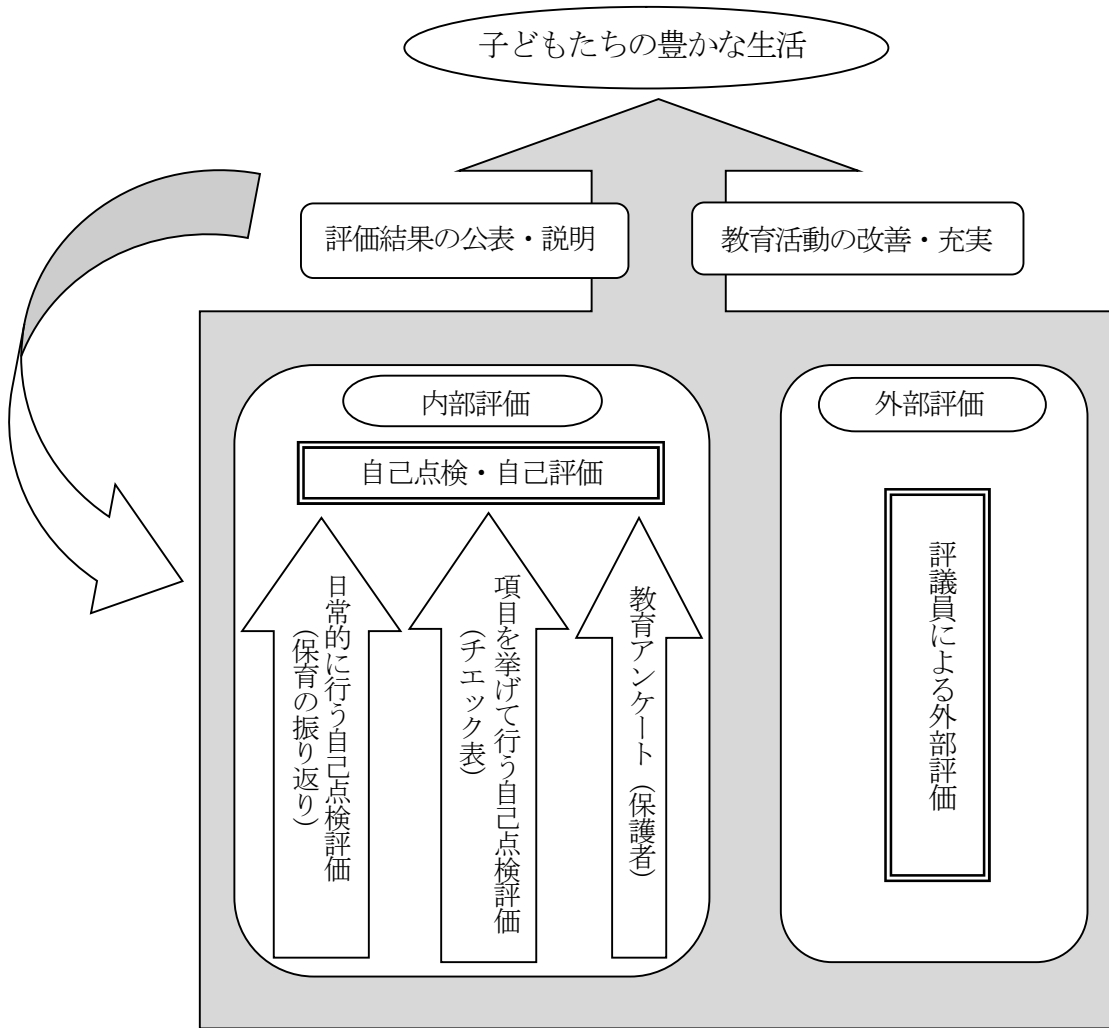 子どもたちの豊かな生活
評価結果の公表・説明
教育活動の改善・充実
内部評価
自己点検・自己評価
日常的に行う自己点検評価
（保育の振り返り）
項目を挙げて行う自己点検評価
（チェック表）
教育アンケート（保護者）
外部評価
評議員による外部評価